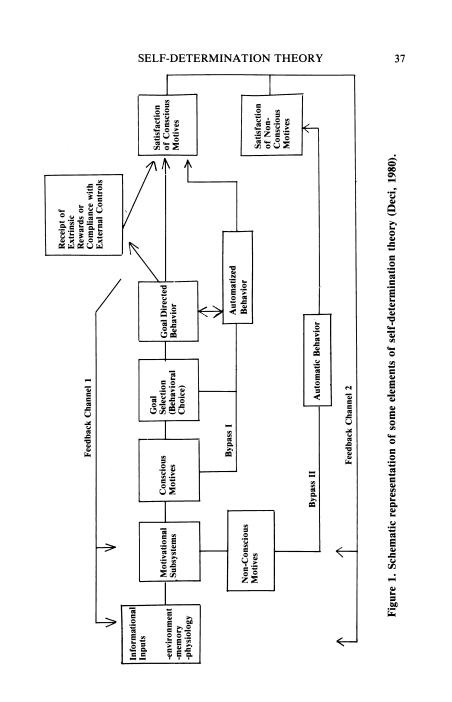 SELF-DETERMINATION THEORY
37
Informational
Inputs
-environment
-memory
-physiology
Motivational
Subsystems
Conscious
Motives
Goal
Selection
(Behavioral
Choice)
Goal Directed
Behavior
Receipt of
Extrinsic
Rewards or
Compliance with
External Controls
Satisfaction
of Conscious
Motives
Feedback Channel 1
Non-Conscious
Motives
Bypass I
Automatized
Behavior
Bypass II
Automatic Behavior
Satisfaction
of Non-
Conscious
Motives
Feedback Channel 2
Figure 1. Schematic representation of some elements of self-determination theory (Deci, 1980).